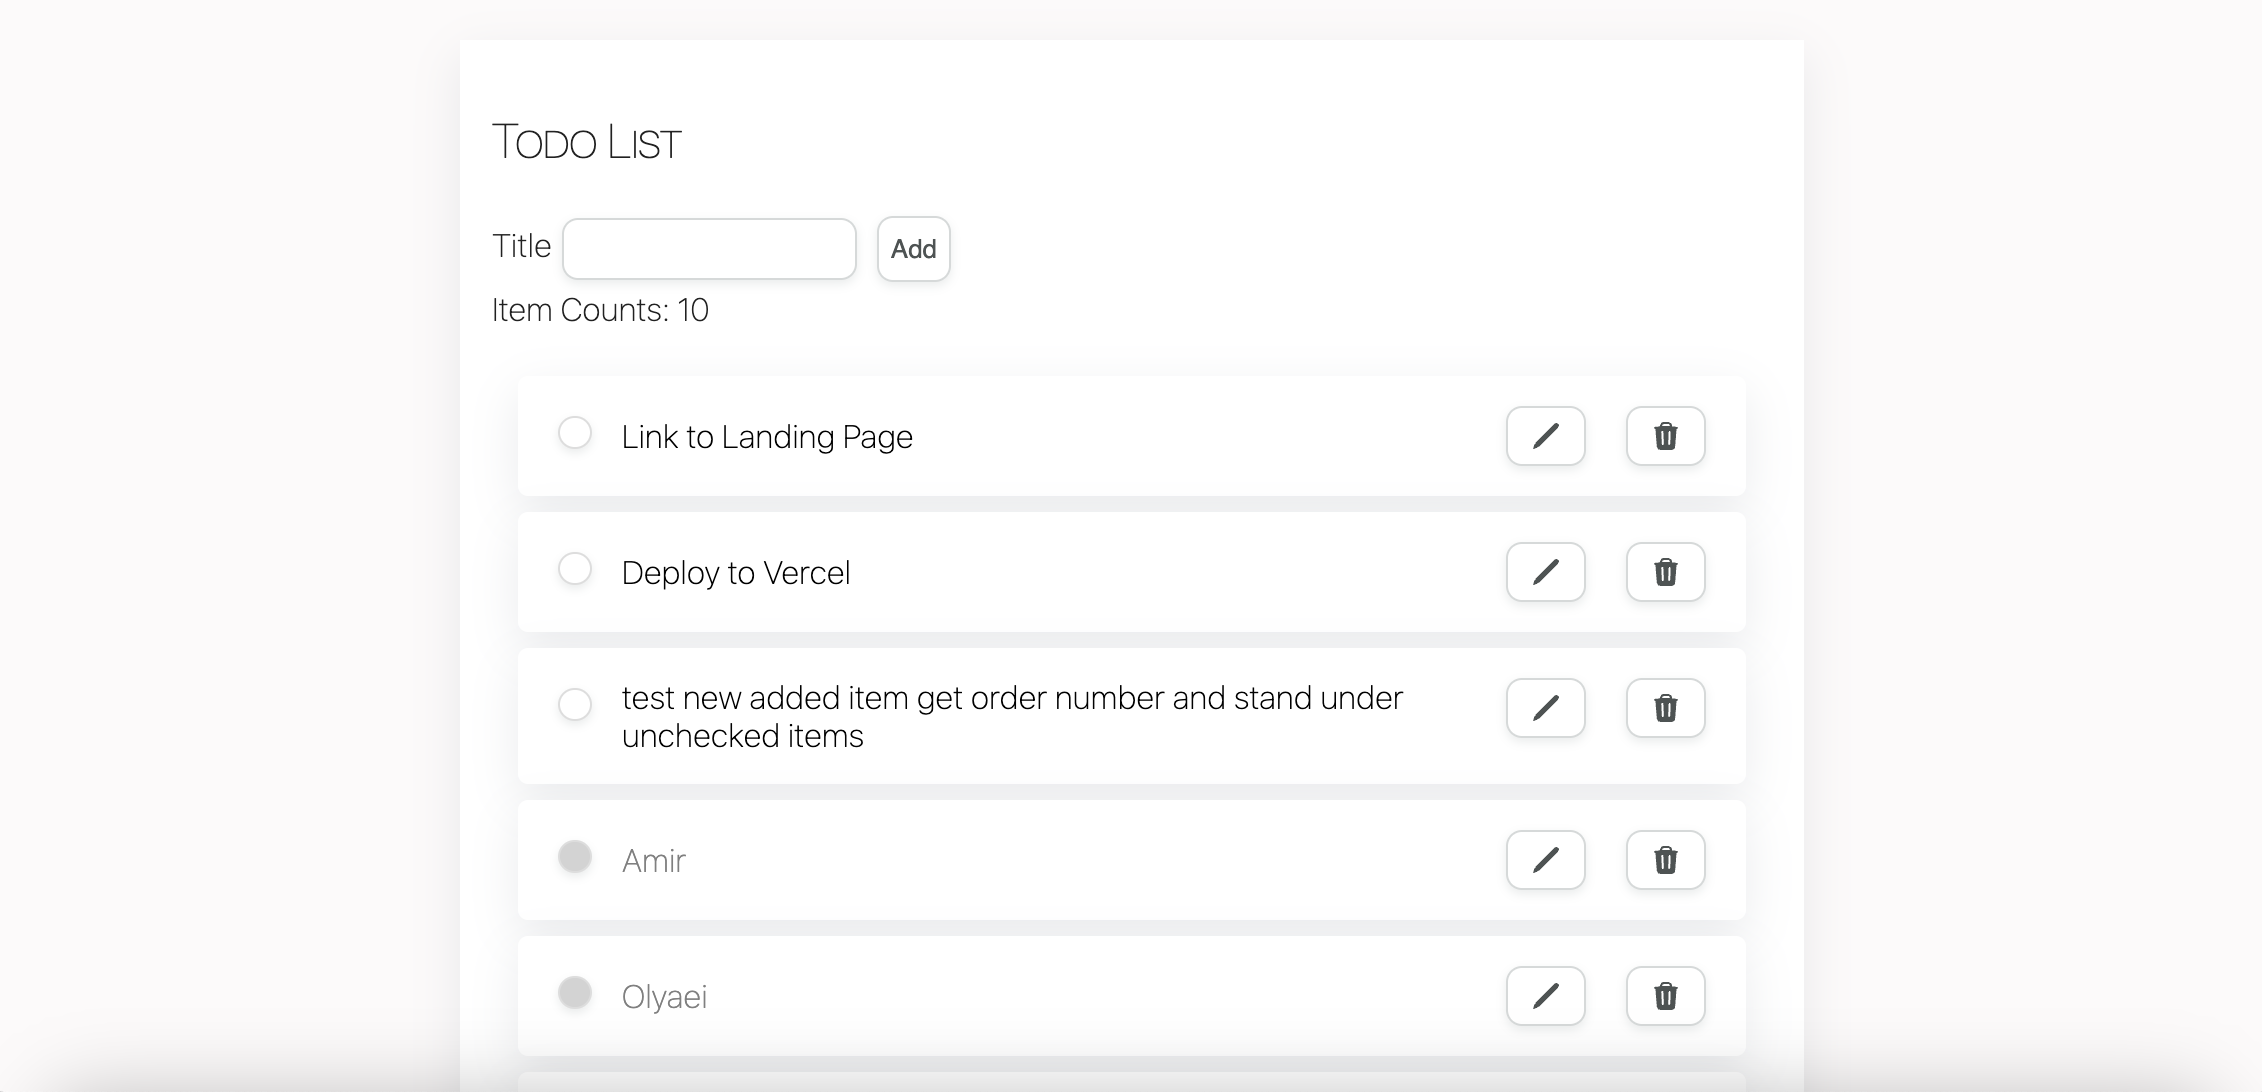 Todo List
Title
Add
Item Counts: 10
Link to Landing Page
Deploy to Vercel
test new added item get order number and stand under
unchecked items
Amir
Olyaei